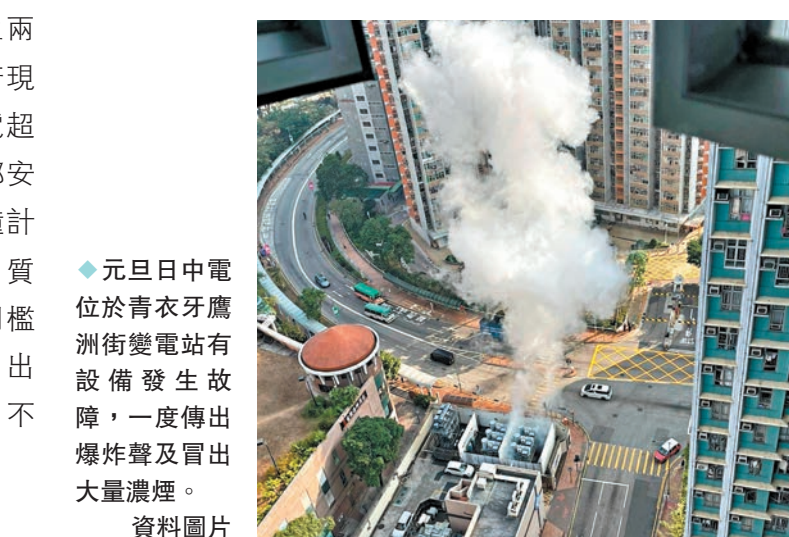 兩
現
超
安
計
質
檻
出
不
◆元旦日中電
位於青衣牙鷹
洲街變電站有
設備發生故
障，一度傳出
爆炸聲及冒出
大量濃煙。
資料圖片